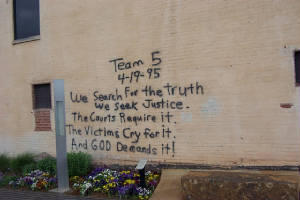 Team 5
4-19-95
We Search For the truth
We seek Justice.
The Courts Require it.
The Victims Cry for it.
And GOD Demands it!